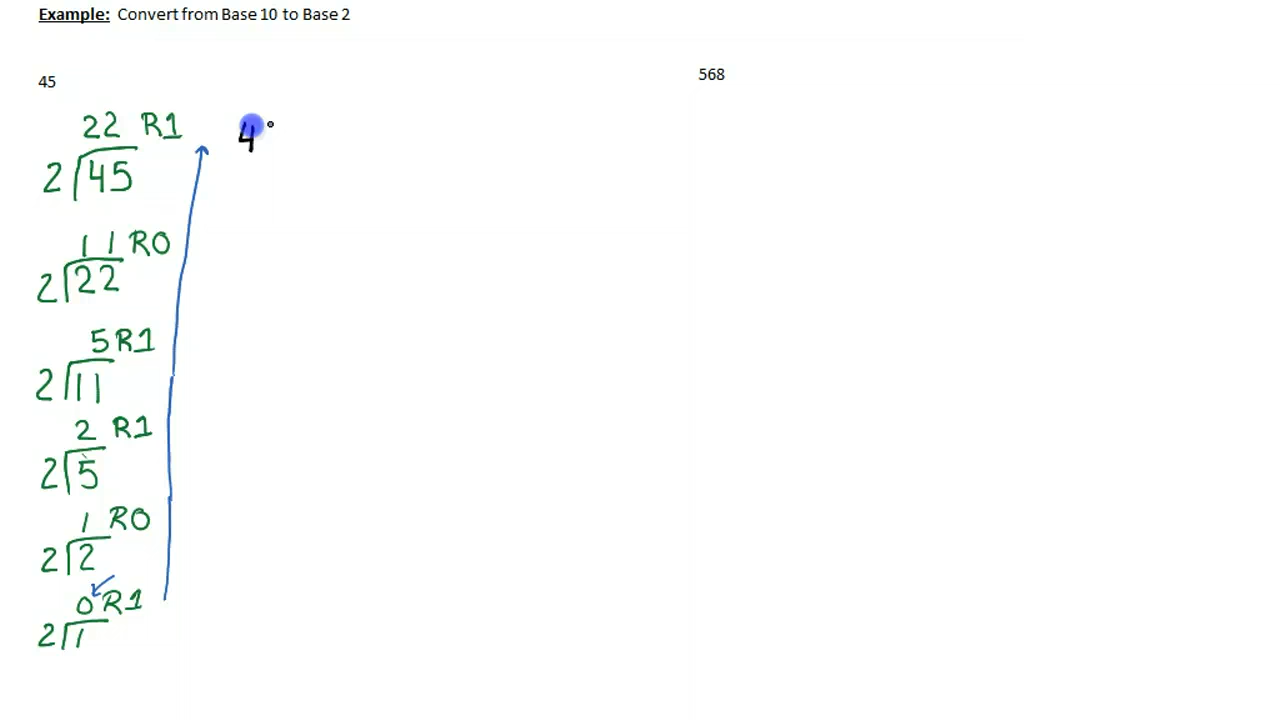 Example: Convert from Base 10 to Base 2
45
568
22 R1
2 45
4
11 R0
2 22
5 R1
2 11
2 R1
2 5
1 R0
2 2
0 R1
2 1